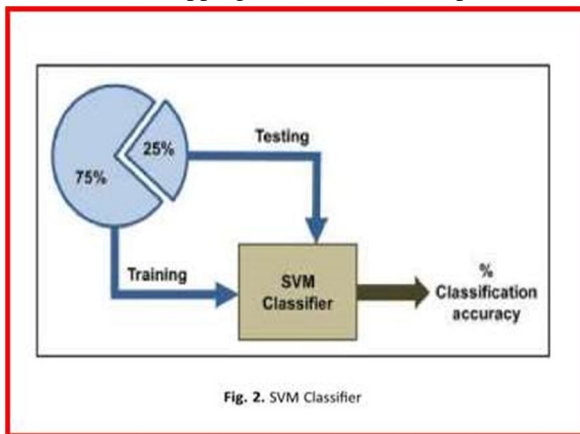 Testing
25%
75%
Training
SVM
Classifier
%
Classification
accuracy
Fig. 2. SVM Classifier